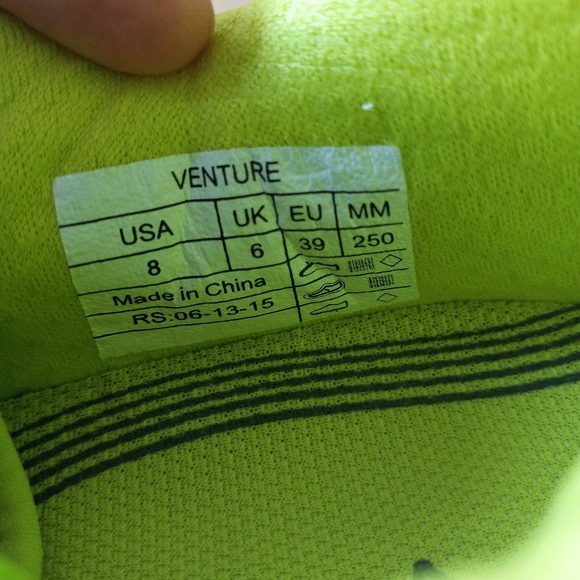 VENTURE
USA UK EU MM
8 6 39 250
Made in China
RS:06-13-15